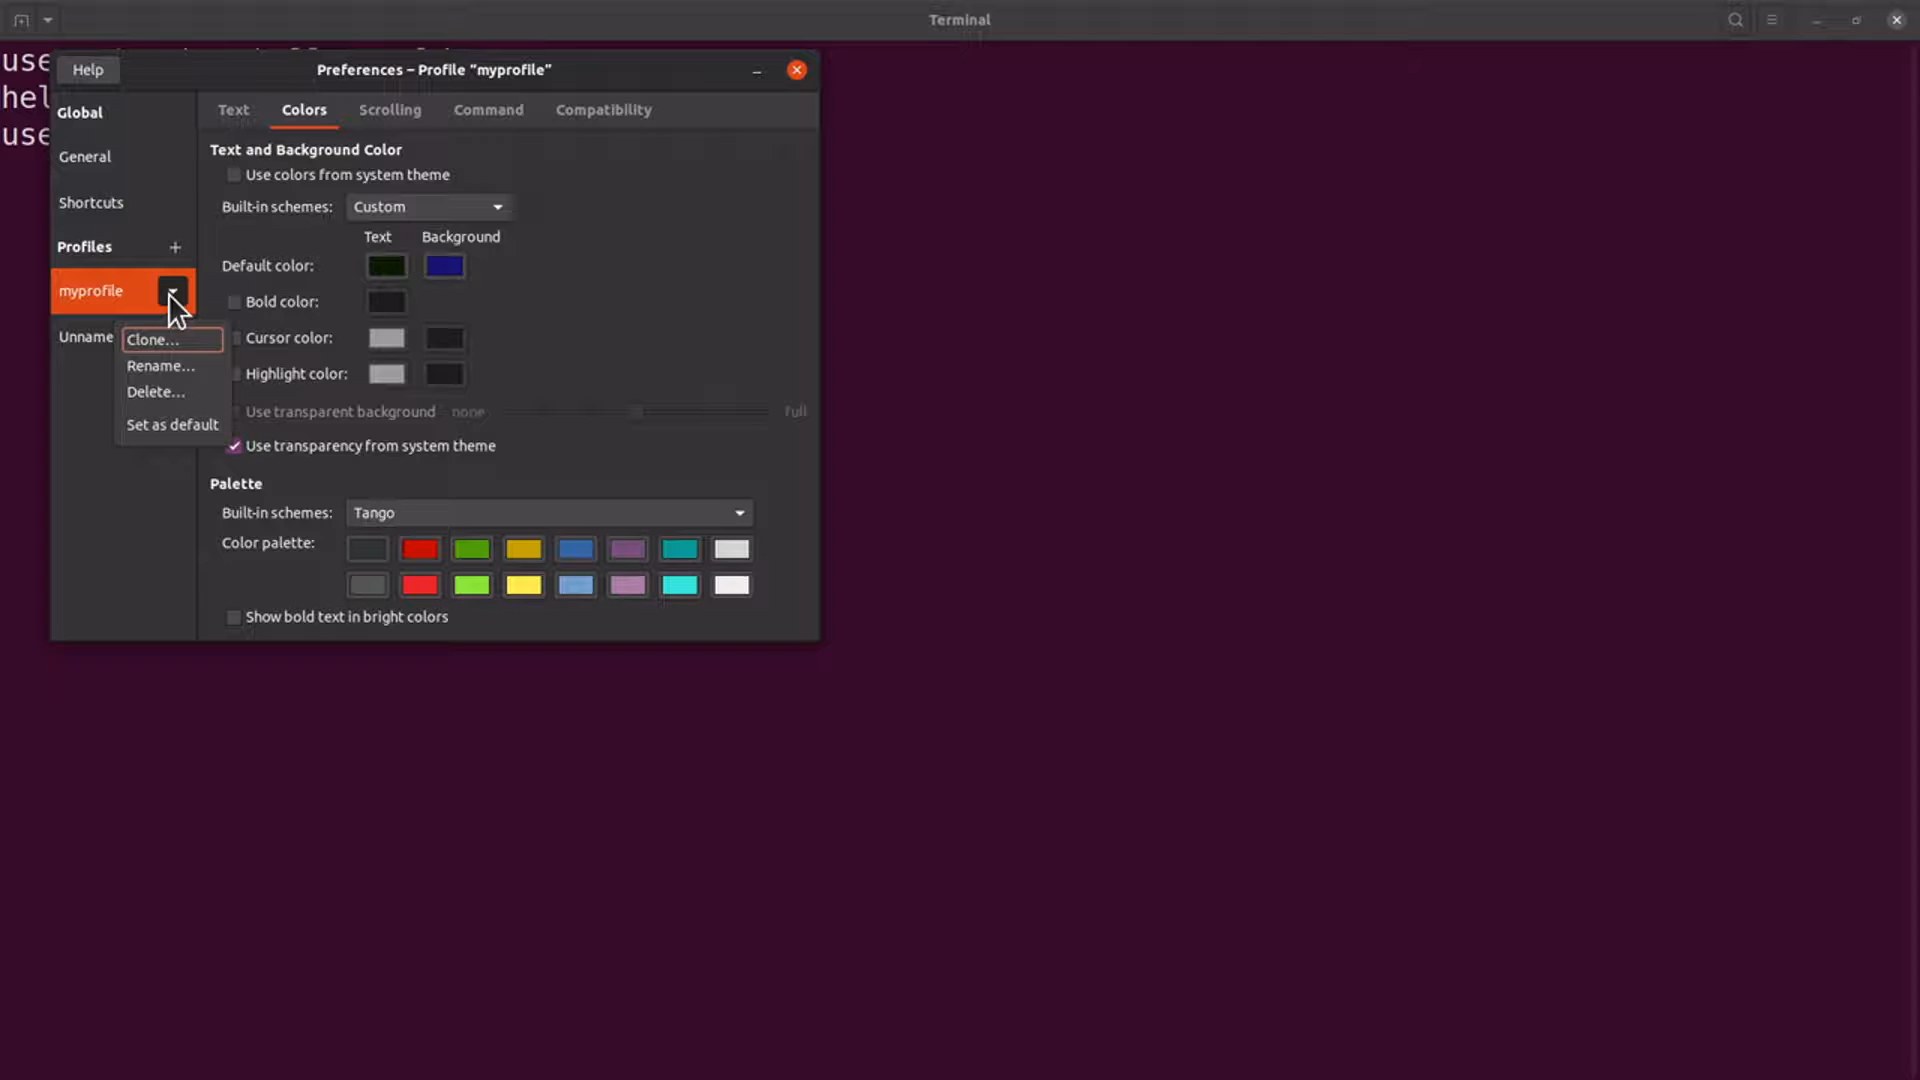 Terminal
use
hel
use
Help
Preferences – Profile “myprofile”
Global
General
Shortcuts
Profiles
myprofile
Unname
Clone…
Rename…
Delete…
Set as default
Text Colors Scrolling Command Compatibility
Text and Background Color
Use colors from system theme
Built-in schemes: Custom
Text Background
Default color:
Bold color:
Cursor color:
Highlight color:
Use transparent background none full
Use transparency from system theme
Palette
Built-in schemes: Tango
Color palette:
Show bold text in bright colors